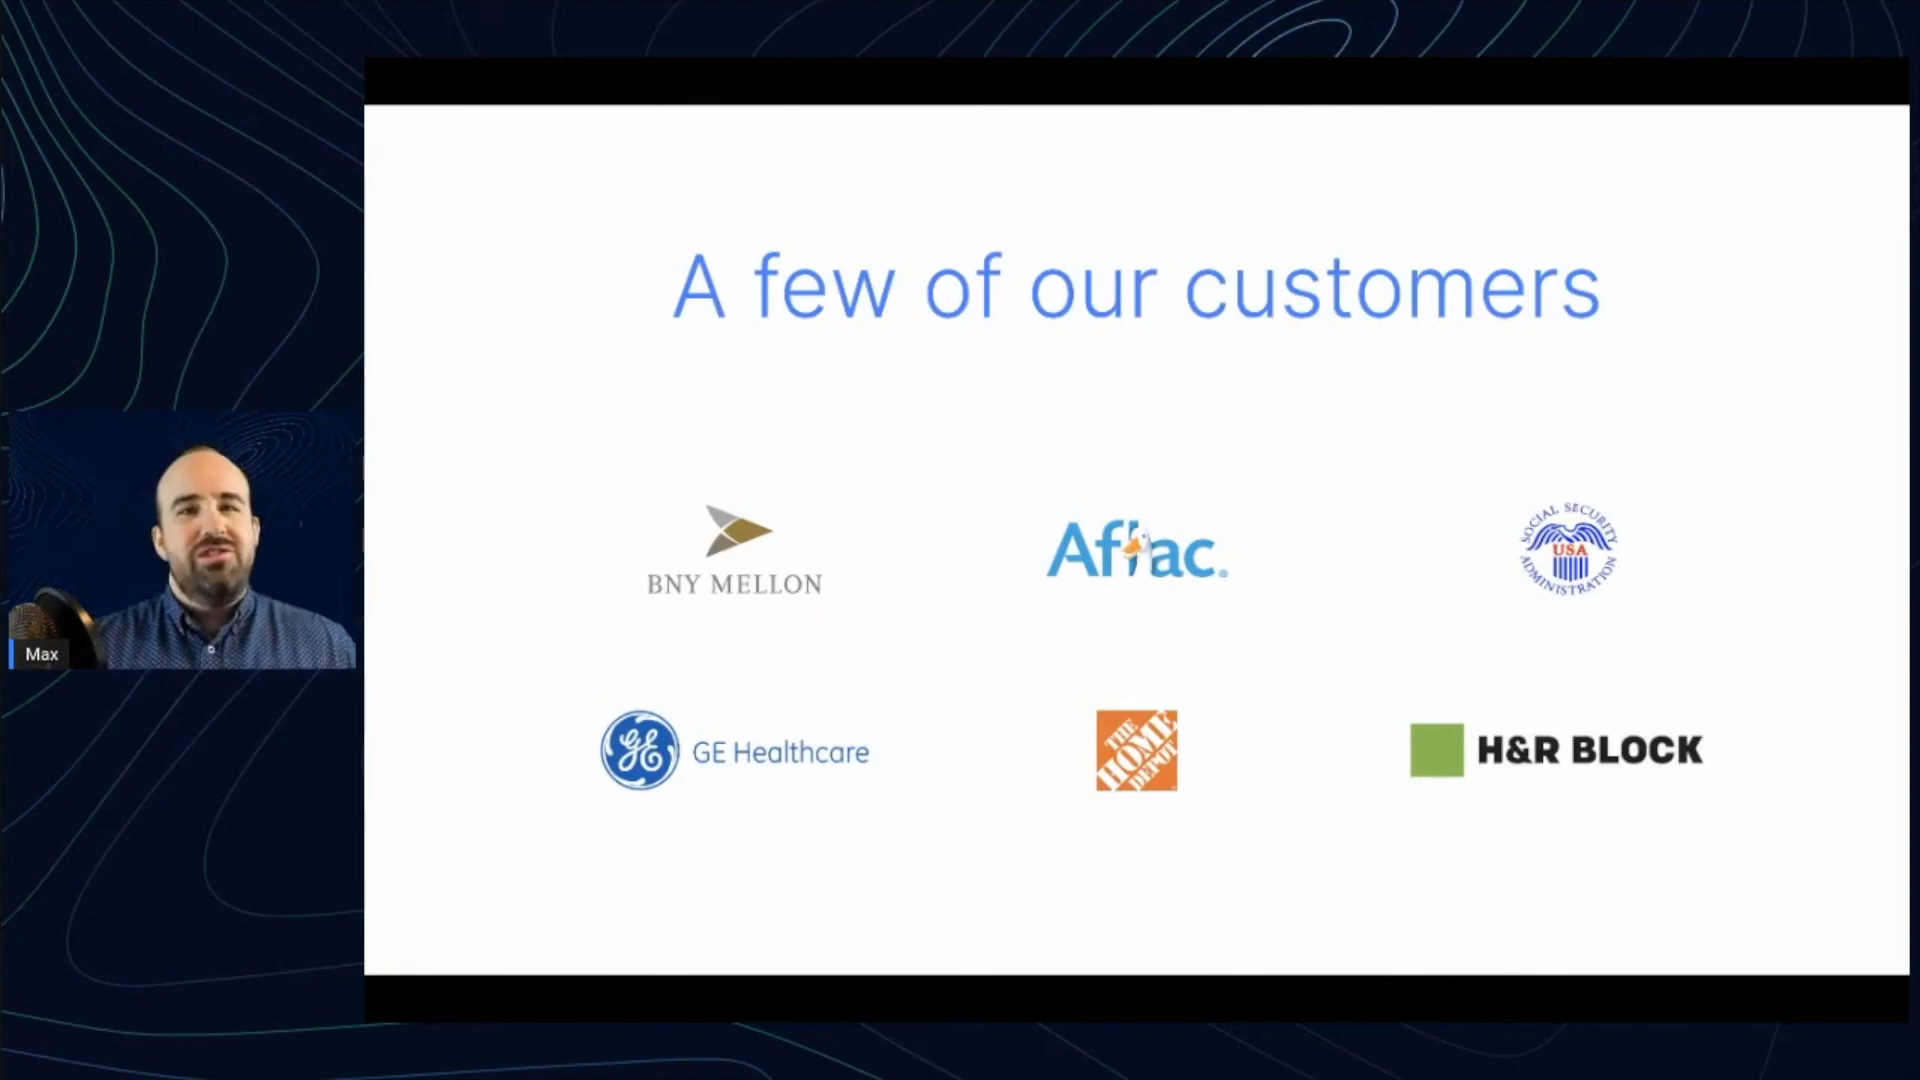 A few of our customers
BNY MELLON
Aflac
SOCIAL SECURITY
USA
ADMINISTRATION
GE Healthcare
THE
HOME
DEPOT
H&R BLOCK
Max